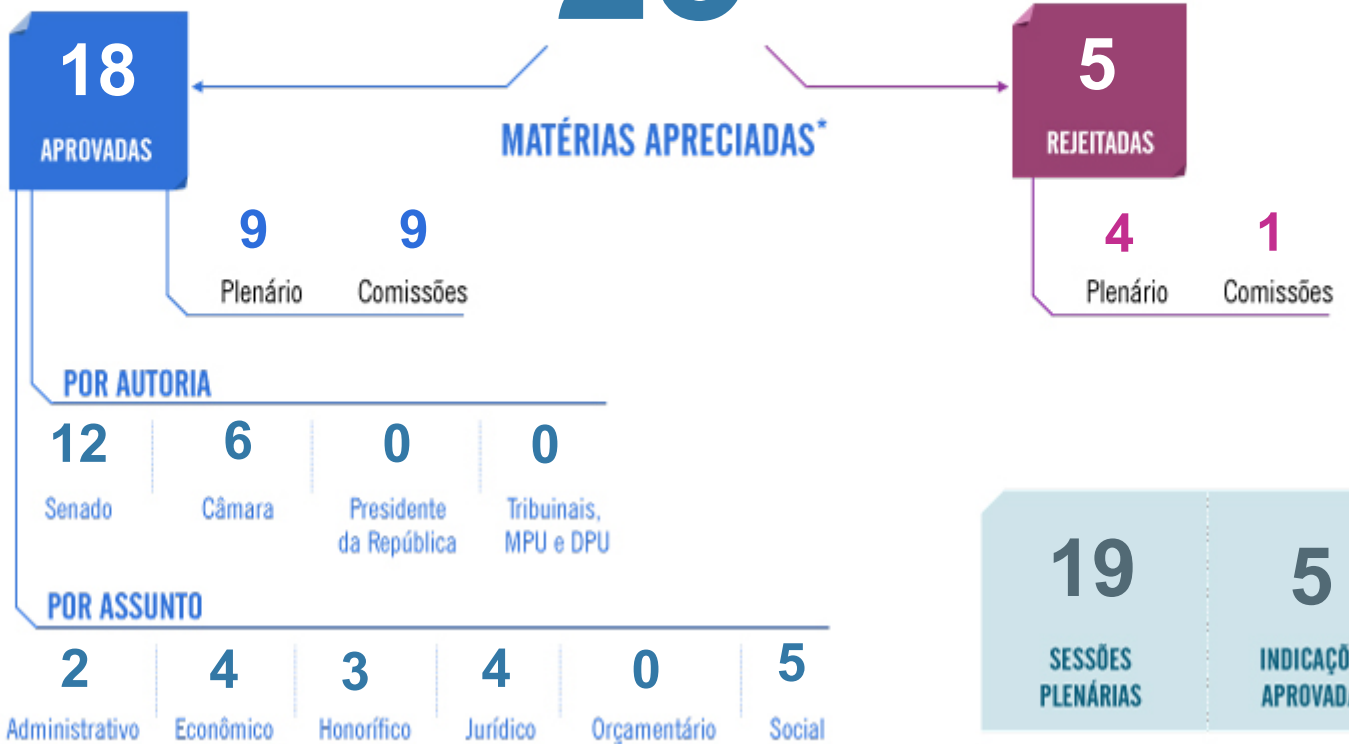 18
APROVADAS
MATÉRIAS APRECIADAS*
5
REJEITADAS
9 9
Plenário Comissões
4 1
Plenário Comissões
POR AUTORIA
12 6 0 0
Senado Câmara Presidente da República Tribuinais, MPU e DPU
POR ASSUNTO
2 4 3 4 0 5
Administrativo Econômico Honorífico Jurídico Orçamentário Social
19
SESSÕES
PLENÁRIAS
5